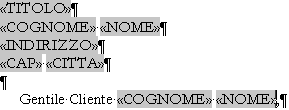 «TITOLO»¶
«COGNOME»·«NOME»¶
«INDIRIZZO»¶
«CAP»·«CITTA»¶
¶
Gentile·Cliente·«COGNOME»·«NOME»,¶